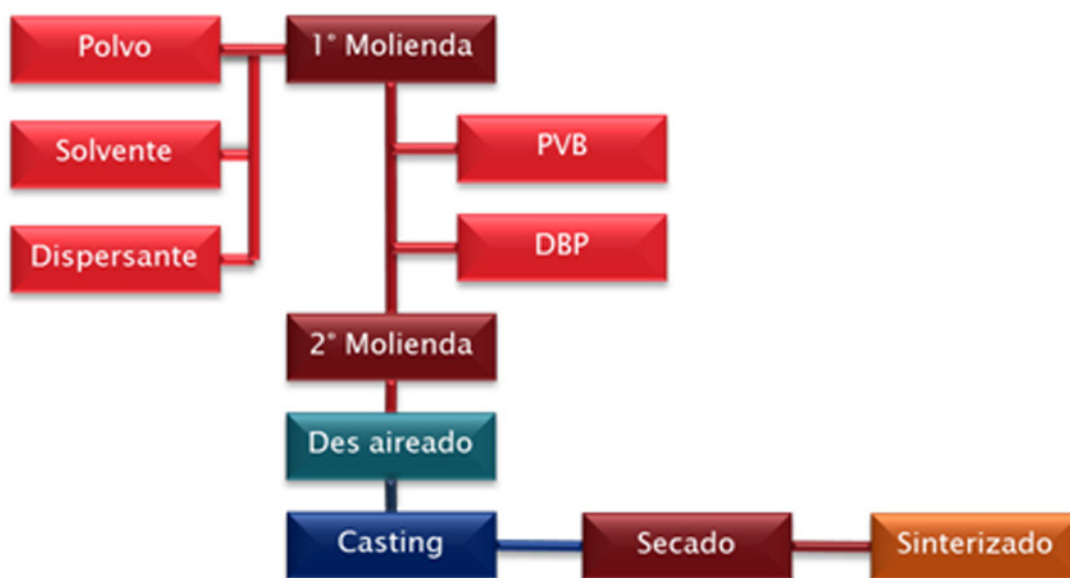 Polvo
1° Molienda
Solvente
PVB
Dispersante
DBP
2° Molienda
Des aireado
Casting
Secado
Sinterizado